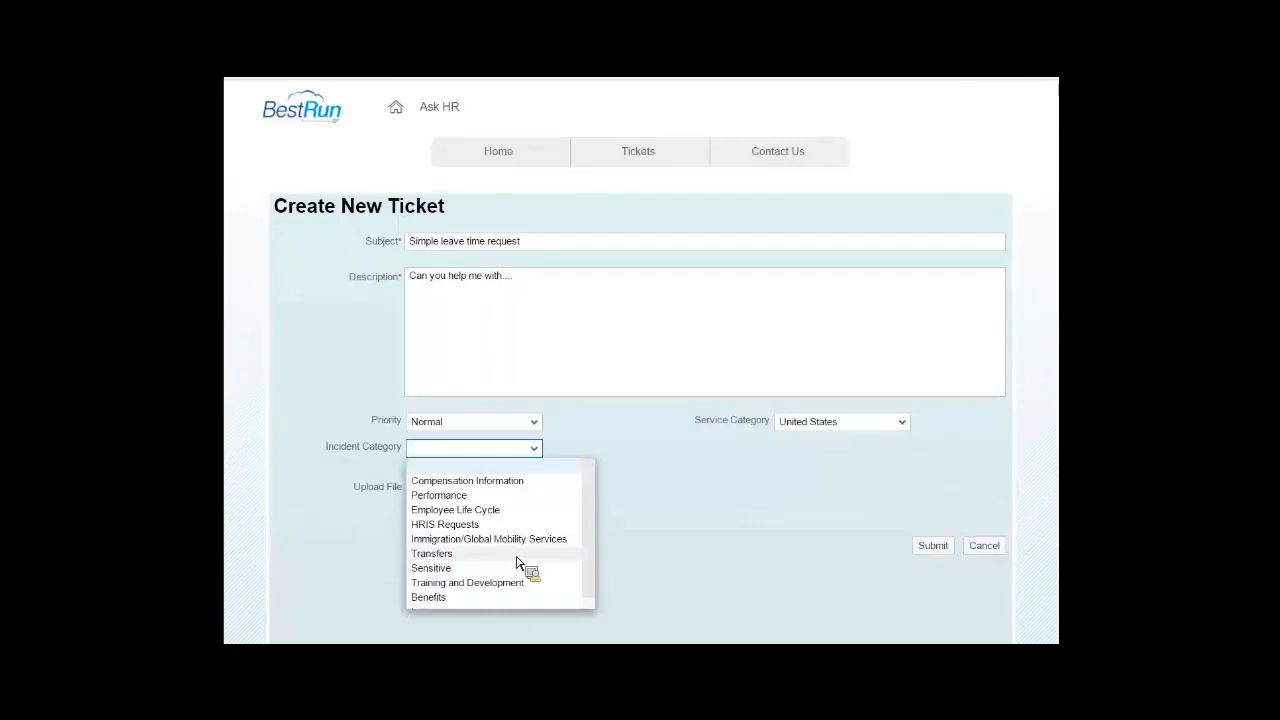 BestRun
Ask HR
Home
Tickets
Contact Us
Create New Ticket
Subject*
Simple leave time request
Description*
Can you help me with....
Priority
Normal
Service Category
United States
Incident Category
Upload File
Compensation Information
Performance
Employee Life Cycle
HRIS Requests
Immigration/Global Mobility Services
Transfers
Sensitive
Training and Development
Benefits
Submit
Cancel